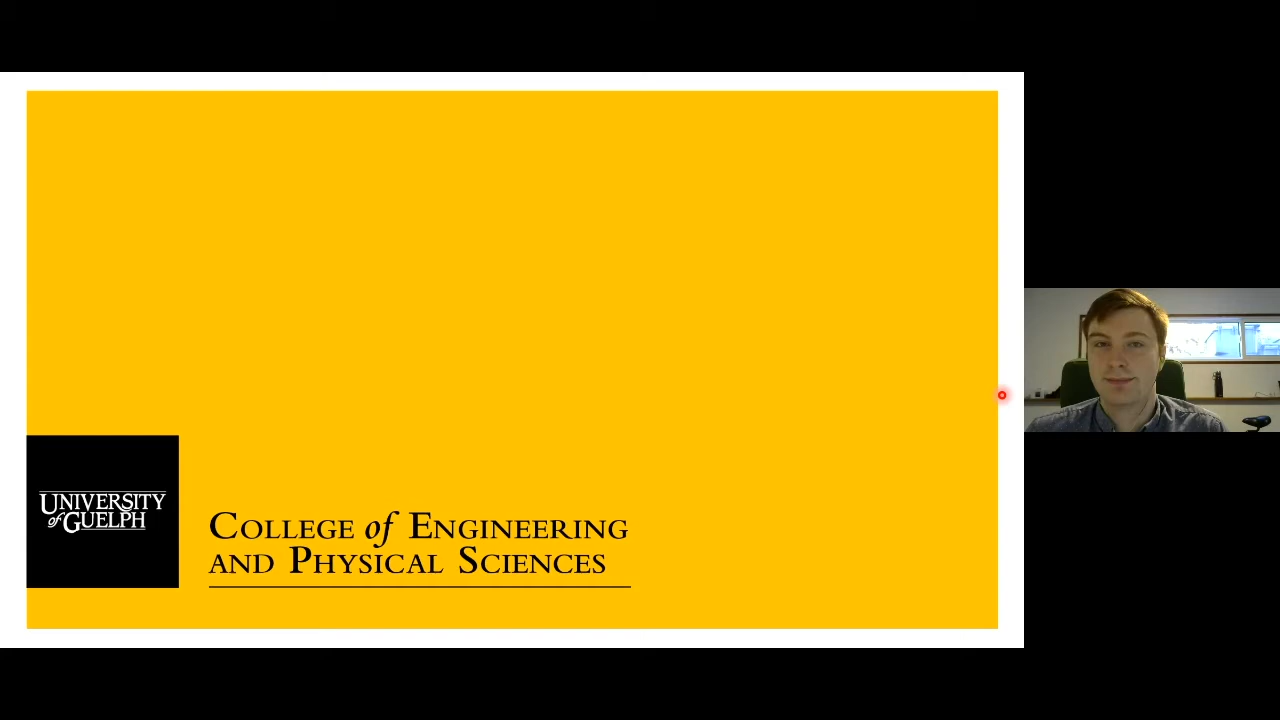 UNIVERSITY
of GUELPH
COLLEGE of ENGINEERING
AND PHYSICAL SCIENCES